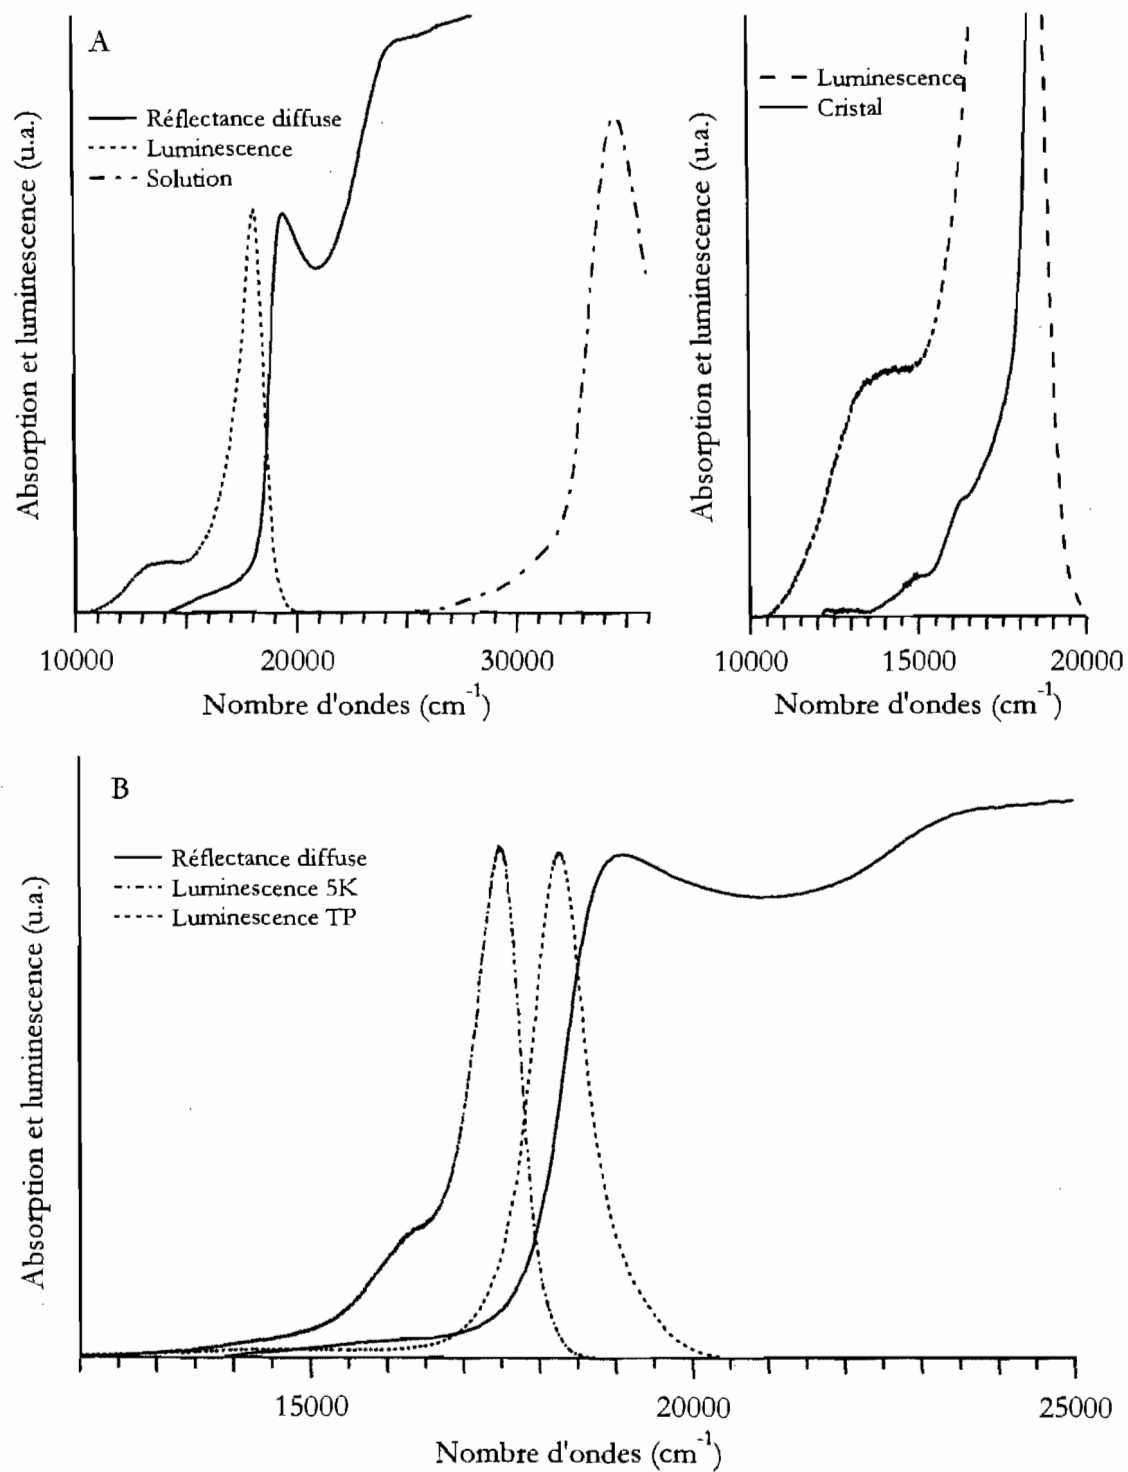 A
Réflectance diffuse
Luminescence
Solution
Absorption et luminescence (u.a.)
10000 20000 30000
Nombre d'ondes (cm-1)
Luminescence
Cristal
Absorption et luminescence (u.a.)
10000 15000 20000
Nombre d'ondes (cm-1)
B
Réflectance diffuse
Luminescence 5K
Luminescence TP
Absorption et luminescence (u.a.)
15000 20000 25000
Nombre d'ondes (cm-1)